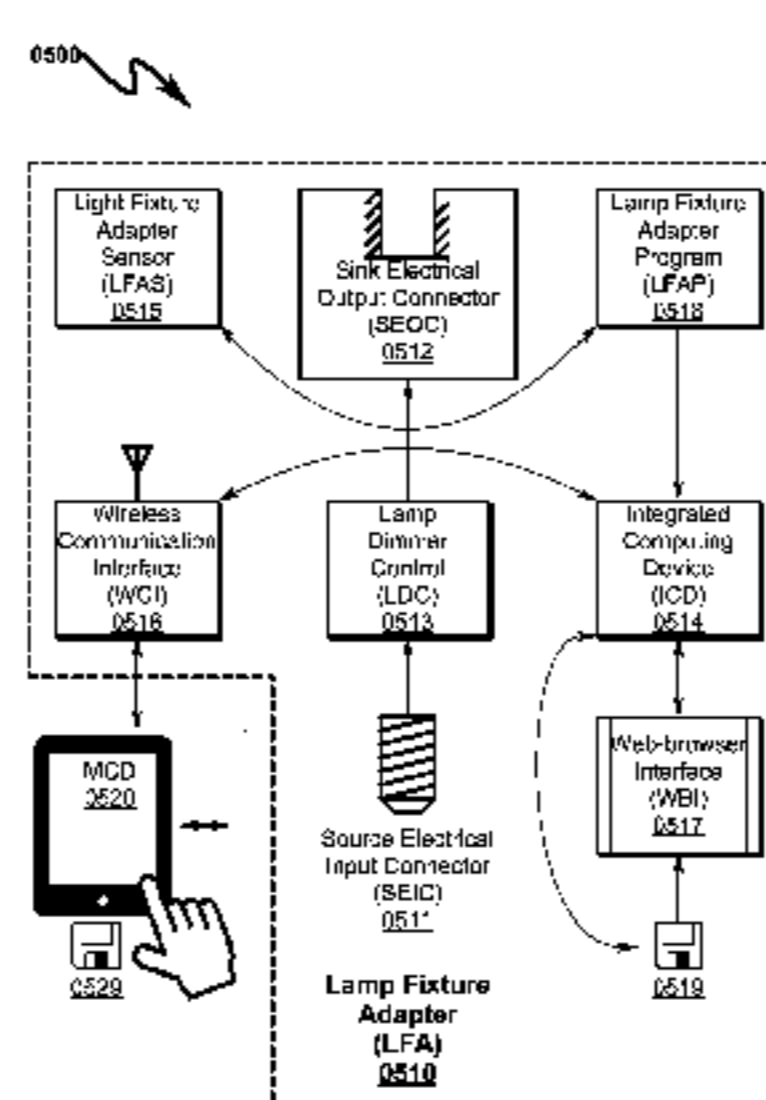 0500
Light Fixture
Adapter
Sensor
(LFAS)
0515
Sink Electrical
Output Connector
(SEOC)
0512
Lamp Fixture
Adapter
Program
(LFAP)
0518
Wireless
Communication
Interface
(WCI)
0516
Lamp
Dimmer
Control
(LDC)
0513
Integrated
Computing
Device
(ICD)
0514
MCD
0520
0529
Source Electrical
Input Connector
(SEIC)
0511
Web-browser
Interface
(WBI)
0517
0519
Lamp Fixture
Adapter
(LFA)
0510